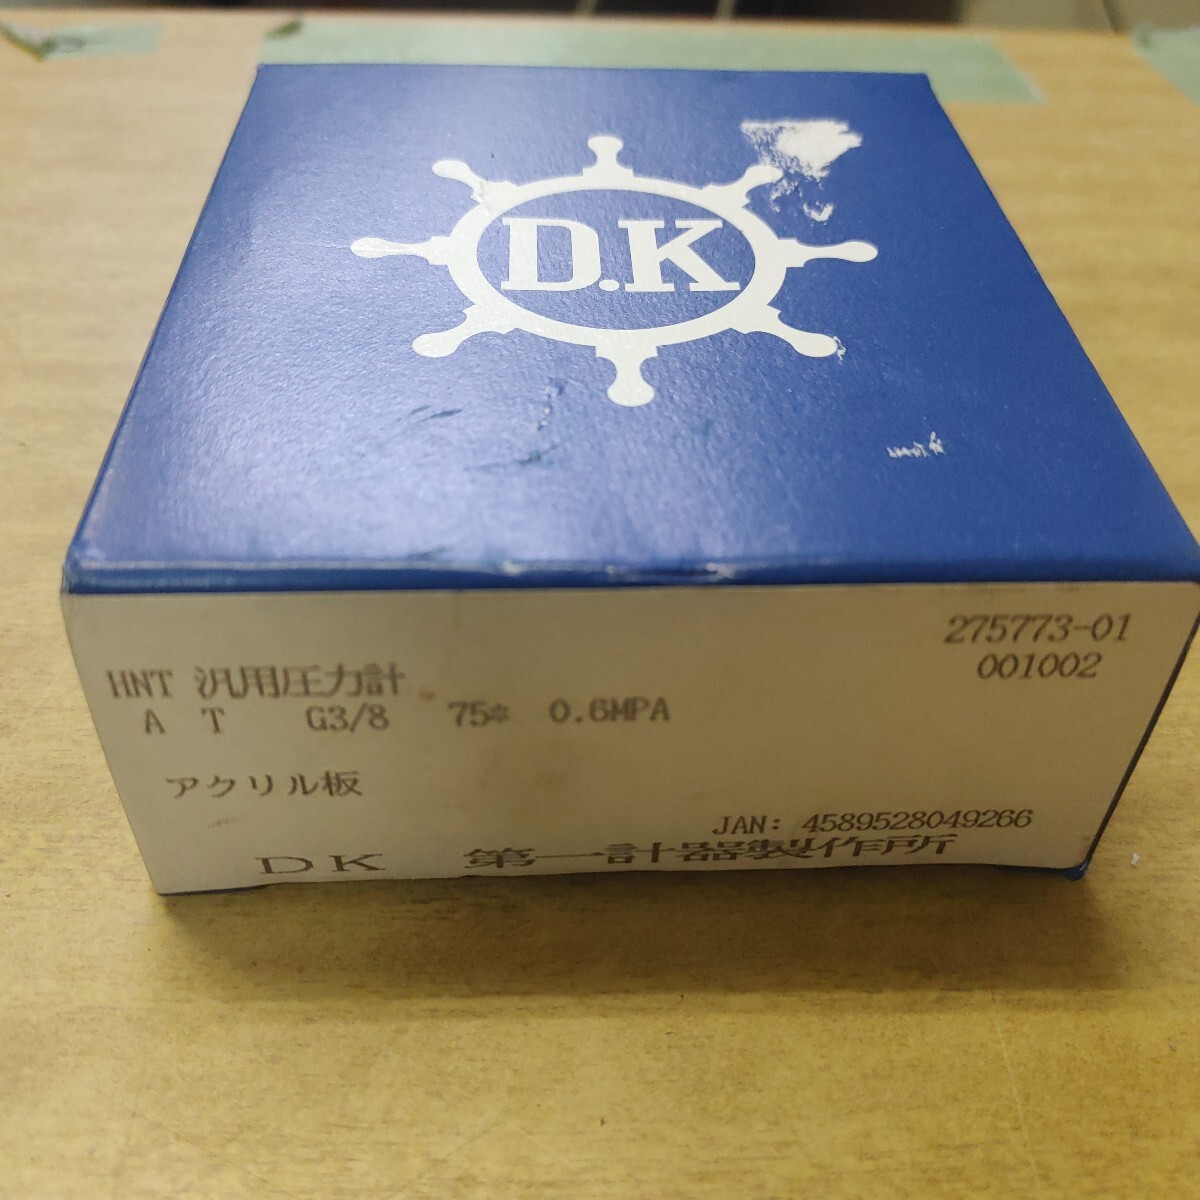 D.K
275773-01
001002
HNT 汎用圧力計
A T G3/8 75* 0.6MPA
アクリル板
JAN: 4589528049266
DK 第一計器製作所